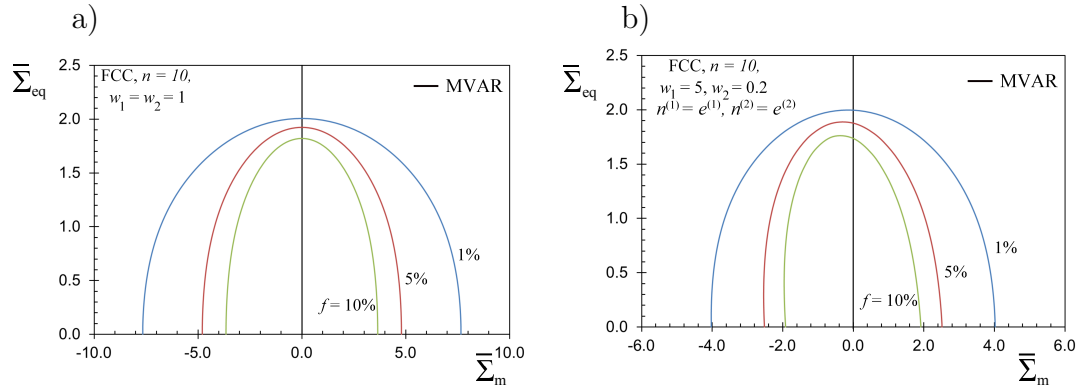 a)
Σ̅eq
2.5
2.0
1.5
1.0
0.5
0.0
FCC, n = 10,
w1 = w2 = 1
MVAR
1%
5%
f = 10%
-10.0 -5.0 0.0 5.0 10.0
Σ̅m
b)
Σ̅eq
2.5
2.0
1.5
1.0
0.5
0.0
FCC, n = 10,
w1 = 5, w2 = 0.2
n(1) = e(1), n(2) = e(2)
MVAR
1%
5%
f = 10%
-6.0 -4.0 -2.0 0.0 2.0 4.0 6.0
Σ̅m